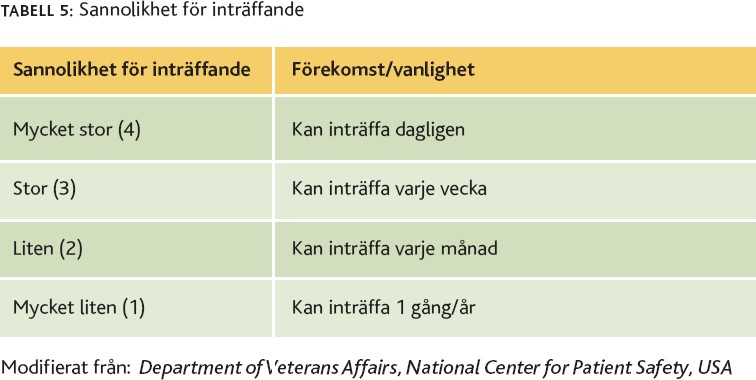 TABELL 5: Sannolikhet för inträffande
Sannolikhet för inträffande Förekomst/vanlighet
Mycket stor (4) Kan inträffa dagligen
Stor (3) Kan inträffa varje vecka
Liten (2) Kan inträffa varje månad
Mycket liten (1) Kan inträffa 1 gång/år
Modifierat från: Department of Veterans Affairs, National Center for Patient Safety, USA